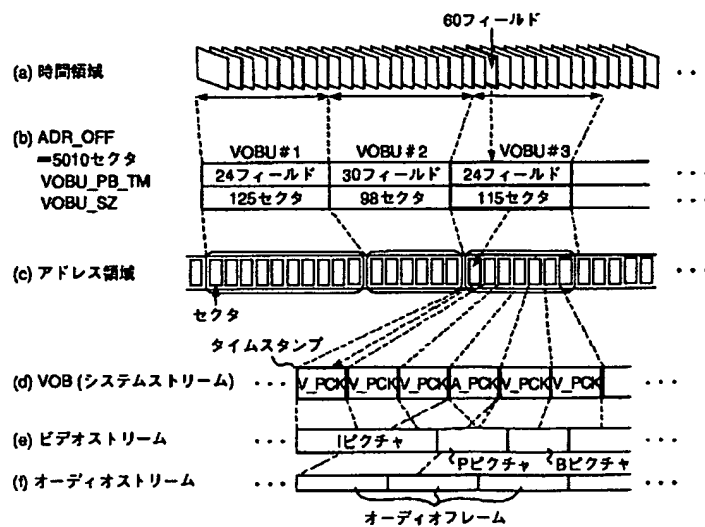 60フィールド
(a) 時間領域
(b) ADR_OFF
=5010セクタ
VOBU_PB_TM
VOBU_SZ
VOBU#1 VOBU#2 VOBU#3
24フィールド 30フィールド 24フィールド
125セクタ 98セクタ 115セクタ
(c) アドレス領域
セクタ
タイムスタンプ
(d) VOB (システムストリーム)
V_PCK V_PCK V_PCK A_PCK V_PCK V_PCK
(e) ビデオストリーム
Iピクチャ
Pピクチャ Bピクチャ
(f) オーディオストリーム
オーディオフレーム